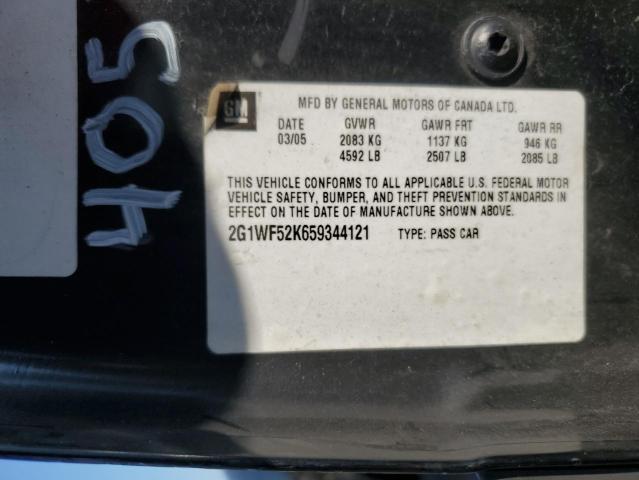 405
GM
MFD BY GENERAL MOTORS OF CANADA LTD.
DATE GVWR GAWR FRT GAWR RR
03/05 2083 KG 1137 KG 946 KG
4592 LB 2507 LB 2085 LB
THIS VEHICLE CONFORMS TO ALL APPLICABLE U.S. FEDERAL MOTOR
VEHICLE SAFETY, BUMPER, AND THEFT PREVENTION STANDARDS IN
EFFECT ON THE DATE OF MANUFACTURE SHOWN ABOVE.
2G1WF52K659344121 TYPE: PASS CAR